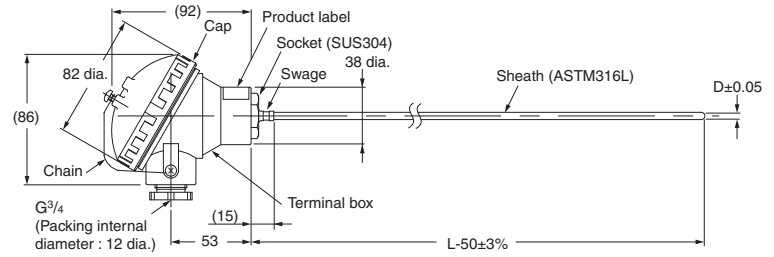 (92)
Product label
Cap
Socket (SUS304)
38 dia.
Swage
82 dia.
Sheath (ASTM316L)
D±0.05
(86)
Chain
Terminal box
G3/4
(Packing internal
diameter : 12 dia.)
(15)
53
L-50±3%